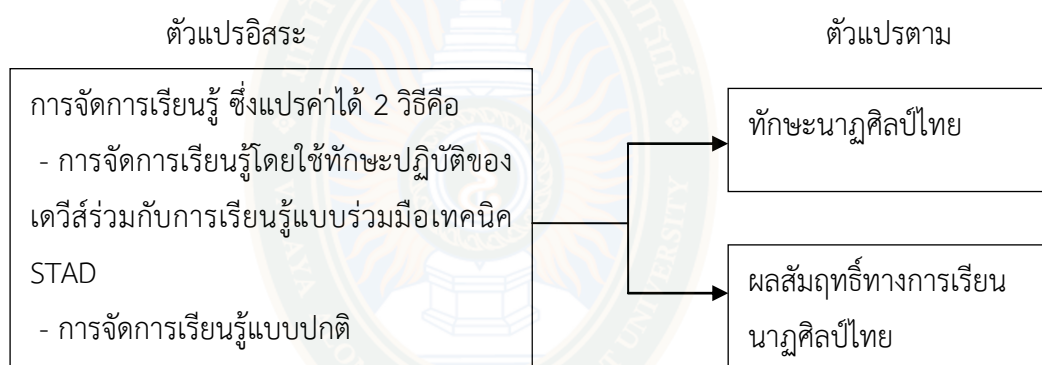 ตัวแปรอิสระ
ตัวแปรตาม
การจัดการเรียนรู้ ซึ่งแปรค่าได้ 2 วิธีคือ
- การจัดการเรียนรู้โดยใช้ทักษะปฏิบัติของ
เดวีส์ร่วมกับการเรียนรู้แบบร่วมมือเทคนิค
STAD
- การจัดการเรียนรู้แบบปกติ
ทักษะนาฏศิลป์ไทย
ผลสัมฤทธิ์ทางการเรียน
นาฏศิลป์ไทย